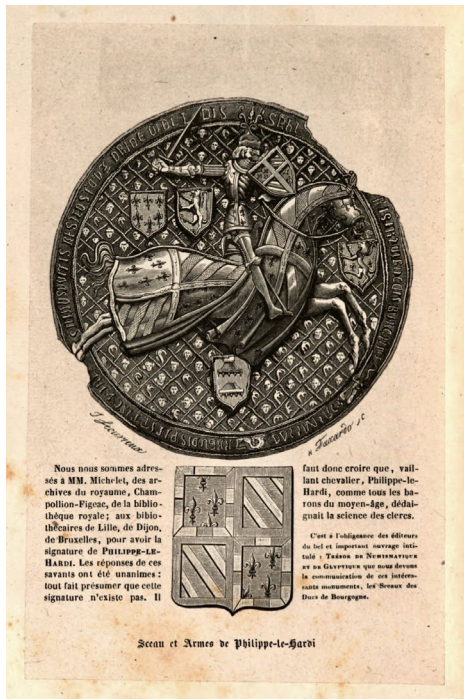 J Lecurieux
Faxardo sc
Nous nous sommes adres-
sés à MM. Michelet, des ar-
chives du royaume, Cham-
pollion-Figeac, de la biblio-
thèque royale; aux biblio-
thécaires de Lille, de Dijon,
de Bruxelles, pour avoir la
signature de PHILIPPE-LE-
HARDI. Les réponses de ces
savants ont été unanimes :
tout fait présumer que cette
signature n'existe pas. Il
faut donc croire que, vail-
lant chevalier, Philippe-le-
Hardi, comme tous les ba-
rons du moyen-âge, dédai-
gnait la science des clercs.
C'est à l'obligeance des éditeurs
du bel et important ouvrage inti-
tulé : TRÉSOR DE NUMISMATIQUE
ET DE GLYPTIQUE que nous devons
la communication de ces intéres-
sants monuments, les Sceaux des
Ducs de Bourgogne.
Sceau et Armes de Philippe-le-Hardi